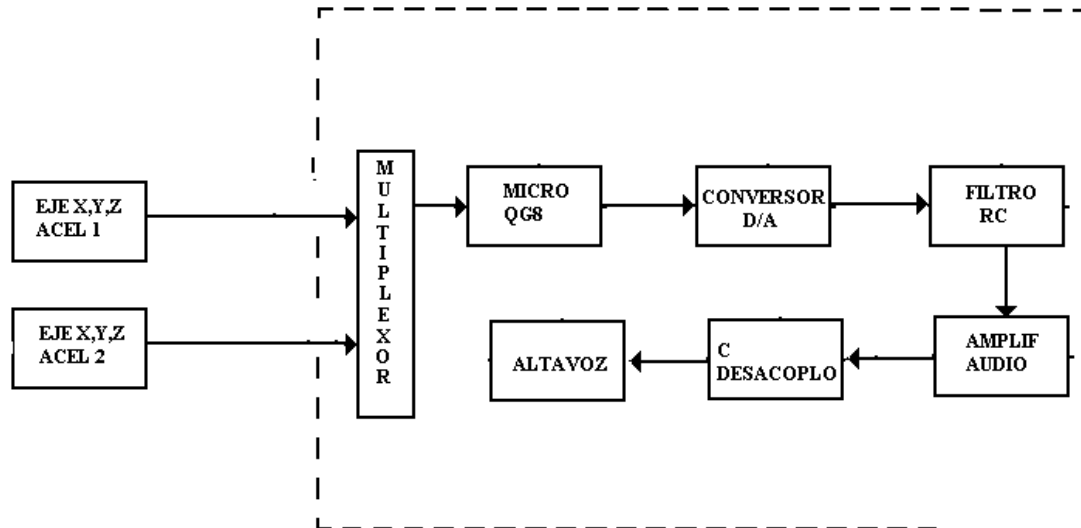 EJE X,Y,Z
ACEL 1
EJE X,Y,Z
ACEL 2
M
U
L
T
I
P
L
E
X
O
R
MICRO
QG8
CONVERSOR
D/A
FILTRO
RC
AMPLIF
AUDIO
C
DESACOPLO
ALTAVOZ